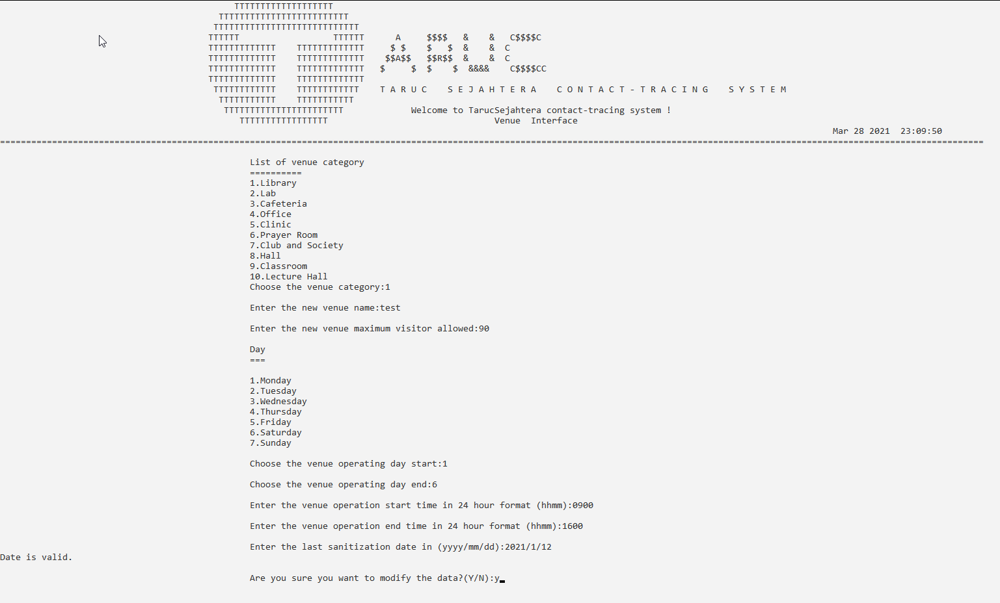 TTTTTTTTTTTTTTTTTTT
TTTTTTTTTTTTTTTTTTTTTTTTT
TTTTTTTTTTTTTTTTTTTTTTTTTTTT
TTTTTT                  TTTTTT      A     $$$$   &    &   C$$$$C
TTTTTTTTTTTTT    TTTTTTTTTTTTT     $ $    $   $  &    &  C
TTTTTTTTTTTTT    TTTTTTTTTTTTT    $$A$$   $$R$$  &    &  C
TTTTTTTTTTTTT    TTTTTTTTTTTTT   $     $  $    $  &&&&    C$$$$CC
TTTTTTTTTTTTT    TTTTTTTTTTTTT
TTTTTTTTTTTT    TTTTTTTTTTTT    T A R U C    S E J A H T E R A    C O N T A C T - T R A C I N G    S Y S T E M
TTTTTTTTTTT    TTTTTTTTTTT
TTTTTTTTTTTTTTTTTTTTTTT             Welcome to TarucSejahtera contact-tracing system !
TTTTTTTTTTTTTTTTT                                Venue  Interface
Mar 28 2021  23:09:50
=============================================================================================================================================================================================
List of venue category
==========
1.Library
2.Lab
3.Cafeteria
4.Office
5.Clinic
6.Prayer Room
7.Club and Society
8.Hall
9.Classroom
10.Lecture Hall
Choose the venue category:1
Enter the new venue name:test
Enter the new venue maximum visitor allowed:90
Day
===
1.Monday
2.Tuesday
3.Wednesday
4.Thursday
5.Friday
6.Saturday
7.Sunday
Choose the venue operating day start:1
Choose the venue operating day end:6
Enter the venue operation start time in 24 hour format (hhmm):0900
Enter the venue operation end time in 24 hour format (hhmm):1600
Enter the last sanitization date in (yyyy/mm/dd):2021/1/12
Date is valid.
Are you sure you want to modify the data?(Y/N):y